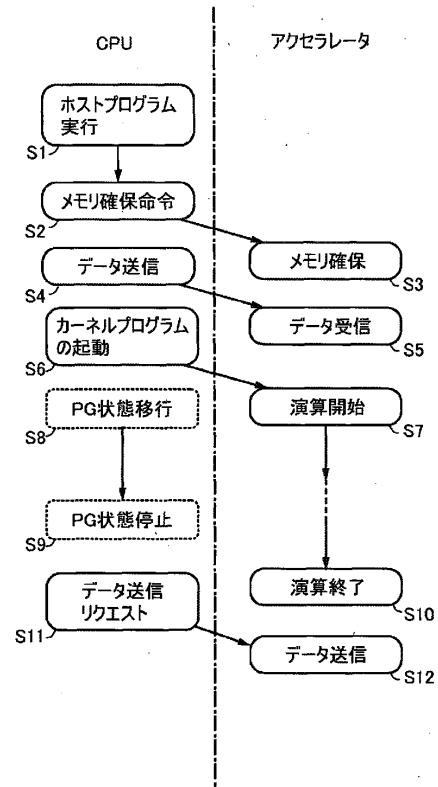 CPU
アクセラレータ
ホストプログラム
実行
S1
メモリ確保命令
S2
メモリ確保
S3
データ送信
S4
データ受信
S5
カーネルプログラム
の起動
S6
演算開始
S7
PG状態移行
S8
PG状態停止
S9
演算終了
S10
データ送信
リクエスト
S11
データ送信
S12